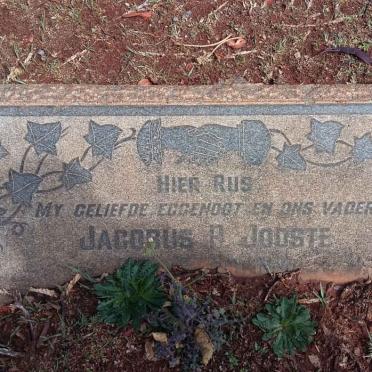 HIER RUS
MY GELIEFDE EGGENOOT EN ONS VADER
JACOBUS P. JOOSTE